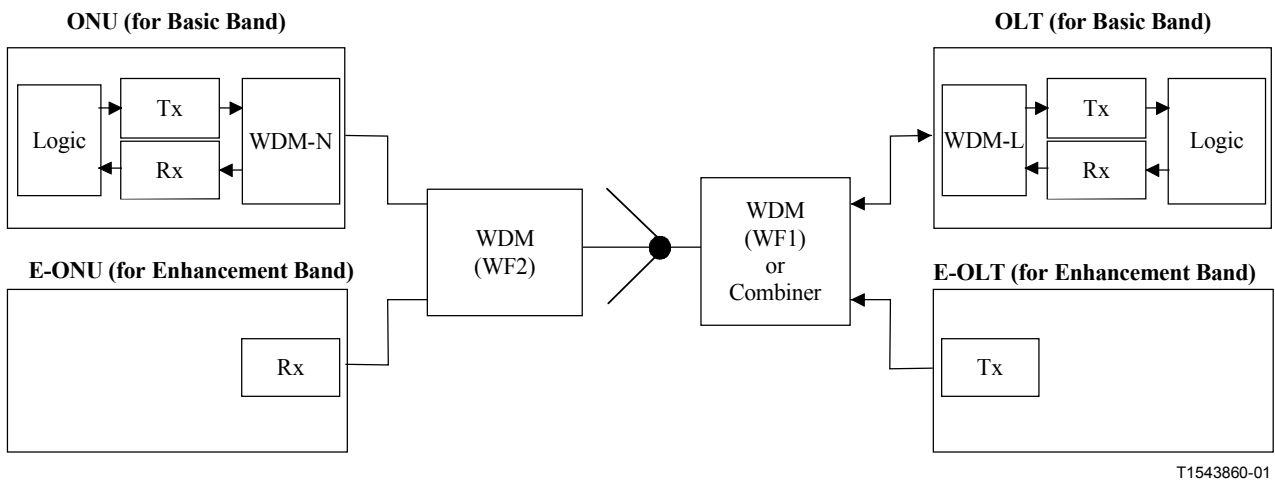 ONU (for Basic Band)
Logic
Tx
Rx
WDM-N
E-ONU (for Enhancement Band)
Rx
WDM
(WF2)
WDM
(WF1)
or
Combiner
OLT (for Basic Band)
WDM-L
Tx
Rx
Logic
E-OLT (for Enhancement Band)
Tx
T1543860-01